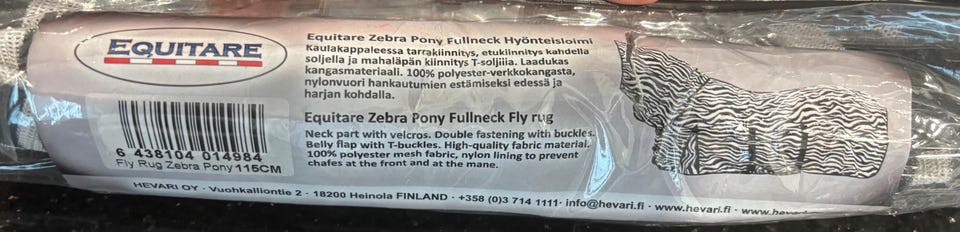 EQUITARE
6 438104 014984
Fly Rug Zebra Pony 115CM
Equitare Zebra Pony Fullneck Hyönteisloimi
Kaulakappaleessa tarrakiinnitys, etukiinnitys kahdella
soljella ja mahaläpän kiinnitys T-soljiia. Laadukas
kangasmateriaali. 100% polyester-verkkokangasta,
nylonvuori hankautumien estämiseksi edessä ja
harjan kohdalla.
Equitare Zebra Pony Fullneck Fly rug
Neck part with velcros. Double fastening with buckles.
Belly flap with T-buckles. High-quality fabric material.
100% polyester mesh fabric, nylon lining to prevent
chafes at the front and at the mane.
HEVARI OY · Vuohkalliontie 2 · 18200 Heinola FINLAND · +358 (0)3 714 1111· info@hevari.fi · www.hevari.fi · www.hevari